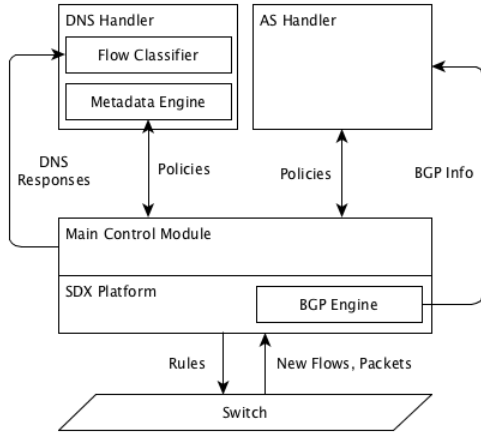 DNS Handler
Flow Classifier
Metadata Engine
AS Handler
DNS
Responses
Policies
Policies
BGP Info
Main Control Module
SDX Platform
BGP Engine
Rules
New Flows, Packets
Switch